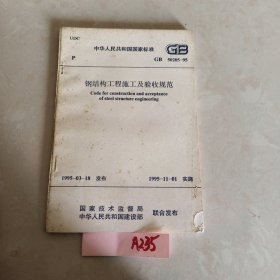 UDC
中华人民共和国国家标准
GB
P
GB 50205-95
钢结构工程施工及验收规范
Code for construction and acceptance
of steel structure engineering
1995-03-18 发布
1995-11-01 实施
国家技术监督局
中华人民共和国建设部
联合发布
A235